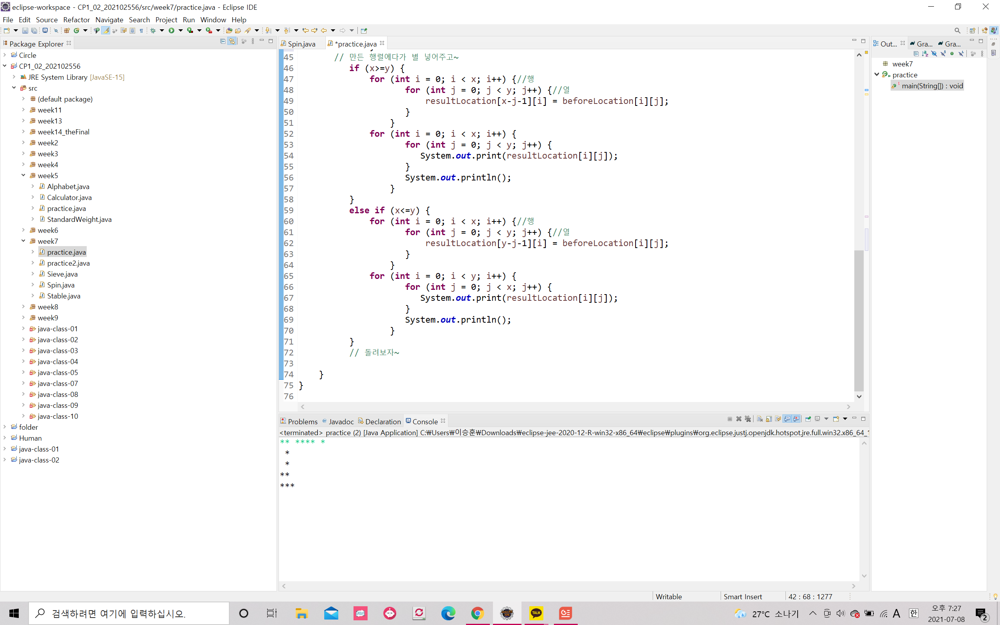 eclipse-workspace - CP1_02_202102556/src/week7/practice.java - Eclipse IDE
File Edit Source Refactor Navigate Search Project Run Window Help
Package Explorer
Circle
CP1_02_202102556
JRE System Library [JavaSE-15]
src
(default package)
week11
week13
week14_theFinal
week2
week3
week4
week5
Alphabet.java
Calculator.java
practice.java
StandardWeight.java
week6
week7
practice.java
practice2.java
Sieve.java
Spin.java
Stable.java
week8
week9
java-class-01
java-class-02
java-class-03
java-class-04
java-class-05
java-class-07
java-class-08
java-class-09
java-class-10
folder
Human
java-class-01
java-class-02
Spin.java *practice.java
45 // 만든 행렬에다가 별 넣어주고~
46 if (x>=y) {
47 for (int i = 0; i < x; i++) {//행
48 for (int j = 0; j < y; j++) {//열
49 resultLocation[x-j-1][i] = beforeLocation[i][j];
50 }
51 }
52 for (int i = 0; i < x; i++) {
53 for (int j = 0; j < y; j++) {
54 System.out.print(resultLocation[i][j]);
55 }
56 System.out.println();
57 }
58 }
59 else if (x<=y) {
60 for (int i = 0; i < x; i++) {//행
61 for (int j = 0; j < y; j++) {//열
62 resultLocation[y-j-1][i] = beforeLocation[i][j];
63 }
64 }
65 for (int i = 0; i < y; i++) {
66 for (int j = 0; j < x; j++) {
67 System.out.print(resultLocation[i][j]);
68 }
69 System.out.println();
70 }
71 }
72 // 돌려보자~
73
74 }
75 }
76
Problems Javadoc Declaration Console
<terminated> practice (2) [Java Application] C:₩Users₩이승훈₩Downloads₩eclipse-jee-2020-12-R-win32-x86_64₩eclipse₩plugins₩org.eclipse.justj.openjdk.hotspot.jre.full.win32.x86_64_1
** **** *
 *
 *
**
***
Out... Gra... Gra...
week7
practice
main(String[]) : void
Writable Smart Insert 42 : 68 : 1277
검색하려면 여기에 입력하십시오.
TALK
27°C 소나기
A 한
오후 7:27
2021-07-08
2